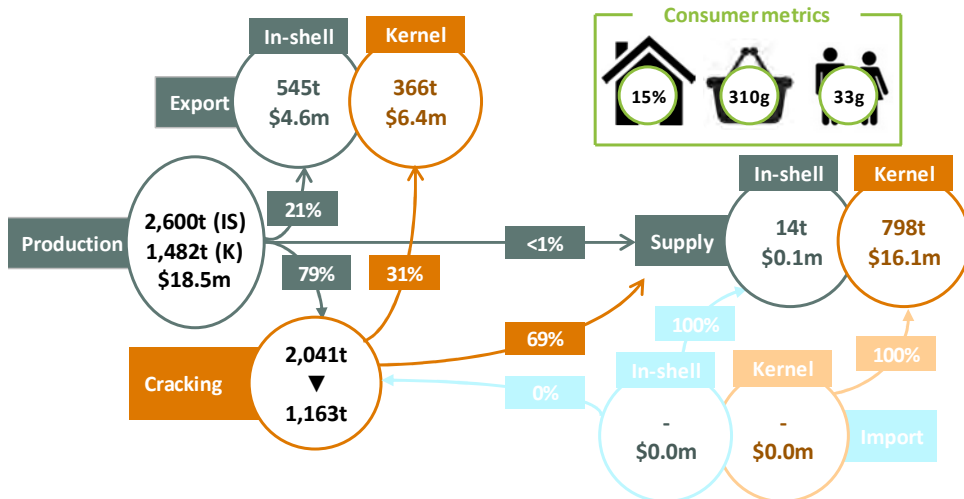 Consumer metrics
15%
310g
33g
In-shell
Kernel
Export
545t
$4.6m
366t
$6.4m
21%
Production
2,600t (IS)
1,482t (K)
$18.5m
79%
31%
<1%
Supply
In-shell
Kernel
14t
$0.1m
798t
$16.1m
Cracking
2,041t
▼
1,163t
69%
0%
100%
100%
In-shell
Kernel
-
$0.0m
-
$0.0m
Import